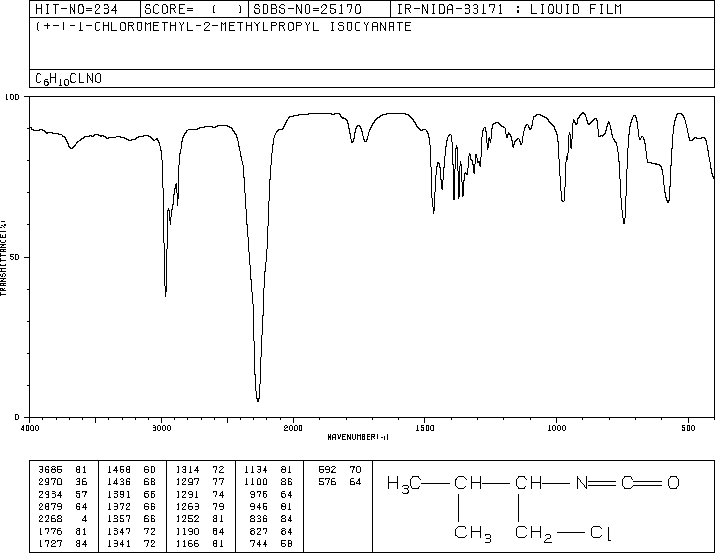 HIT-NO=234 SCORE= ( ) SDBS-NO=25170 IR-NIDA-33171 : LIQUID FILM
(+-)-1-CHLOROMETHYL-2-METHYLPROPYL ISOCYANATE
C6H10CLNO
100
50
0
TRANSMITTANCE(%)
4000 3000 2000 1500 1000 500
WAVENUMBER(-1)
3685 81 1468 60 1314 72 1134 81 592 70
2970 36 1436 68 1297 77 1100 86 576 64
2934 57 1391 66 1291 74 976 64
2879 64 1372 66 1263 79 945 81
2268 4 1357 66 1252 81 836 84
1776 81 1347 72 1190 84 827 84
1727 84 1341 72 1166 81 744 58
H3C CH CH N C O
CH3 CH2 Cl